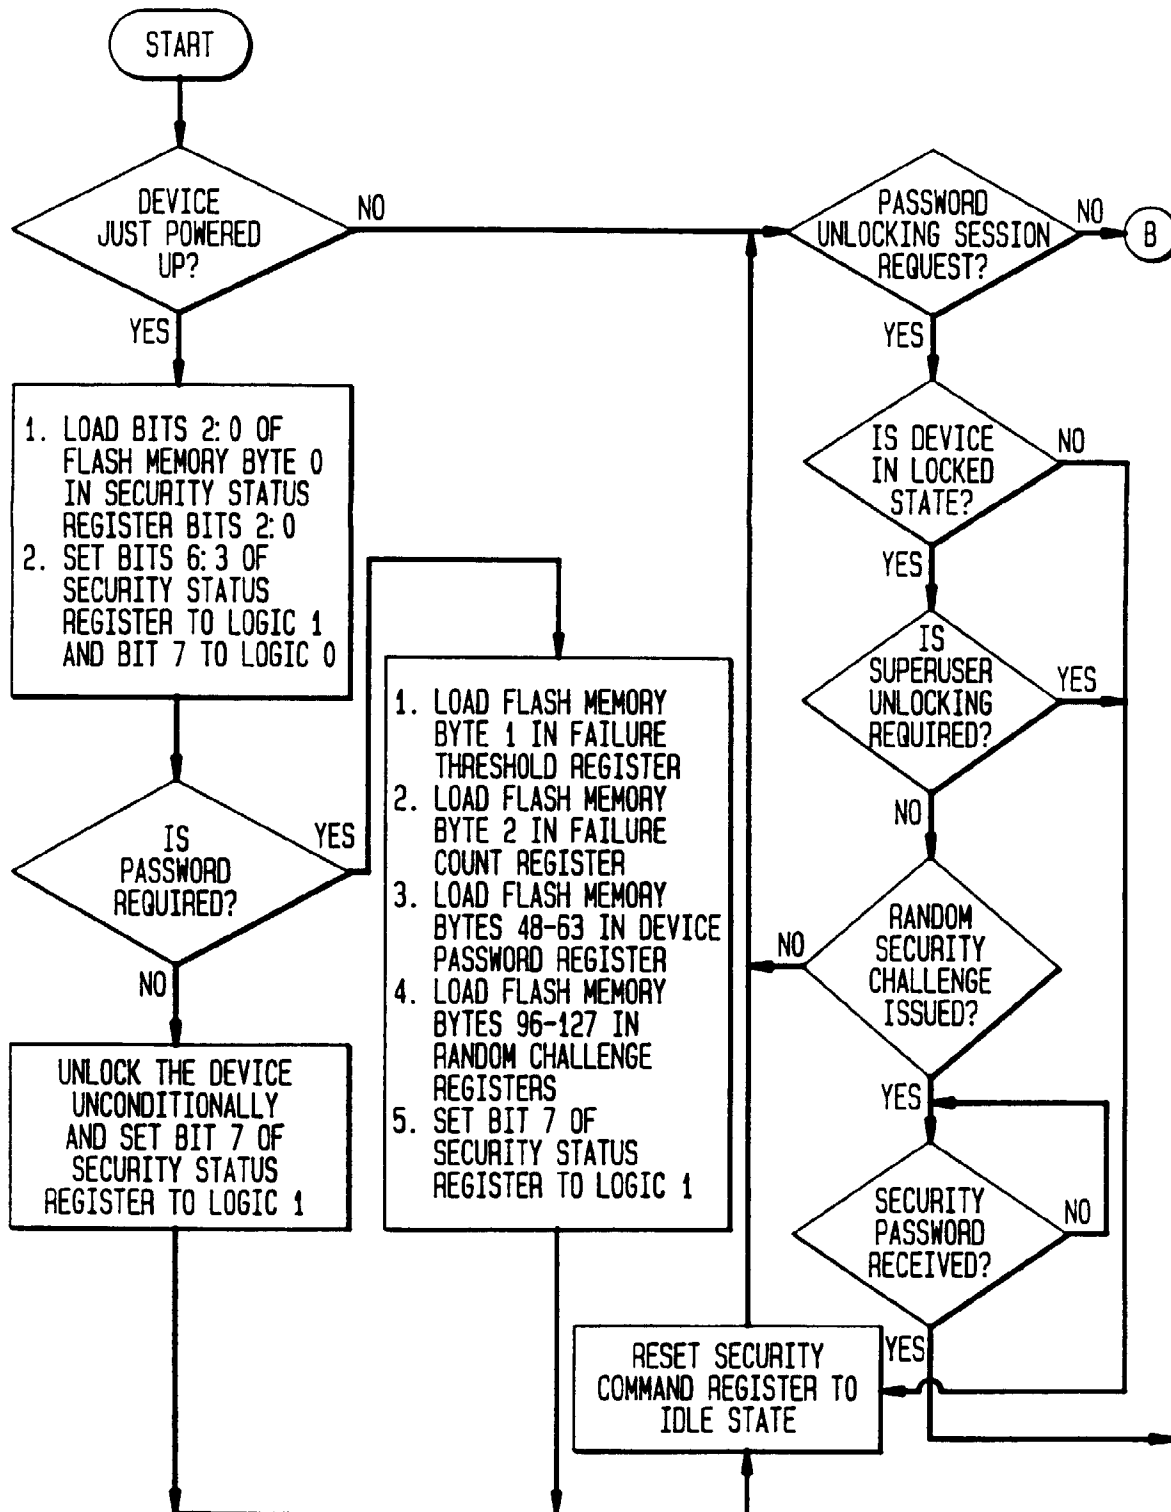 START
DEVICE
JUST POWERED
UP?
NO
YES
1. LOAD BITS 2:0 OF
FLASH MEMORY BYTE 0
IN SECURITY STATUS
REGISTER BITS 2:0
2. SET BITS 6:3 OF
SECURITY STATUS
REGISTER TO LOGIC 1
AND BIT 7 TO LOGIC 0
IS
PASSWORD
REQUIRED?
YES
NO
UNLOCK THE DEVICE
UNCONDITIONALLY
AND SET BIT 7 OF
SECURITY STATUS
REGISTER TO LOGIC 1
1. LOAD FLASH MEMORY
BYTE 1 IN FAILURE
THRESHOLD REGISTER
2. LOAD FLASH MEMORY
BYTE 2 IN FAILURE
COUNT REGISTER
3. LOAD FLASH MEMORY
BYTES 48-63 IN DEVICE
PASSWORD REGISTER
4. LOAD FLASH MEMORY
BYTES 96-127 IN
RANDOM CHALLENGE
REGISTERS
5. SET BIT 7 OF
SECURITY STATUS
REGISTER TO LOGIC 1
PASSWORD
UNLOCKING SESSION
REQUEST?
NO
B
YES
IS DEVICE
IN LOCKED
STATE?
NO
YES
IS
SUPERUSER
UNLOCKING
REQUIRED?
YES
NO
RANDOM
SECURITY
CHALLENGE
ISSUED?
NO
YES
SECURITY
PASSWORD
RECEIVED?
NO
YES
RESET SECURITY
COMMAND REGISTER TO
IDLE STATE